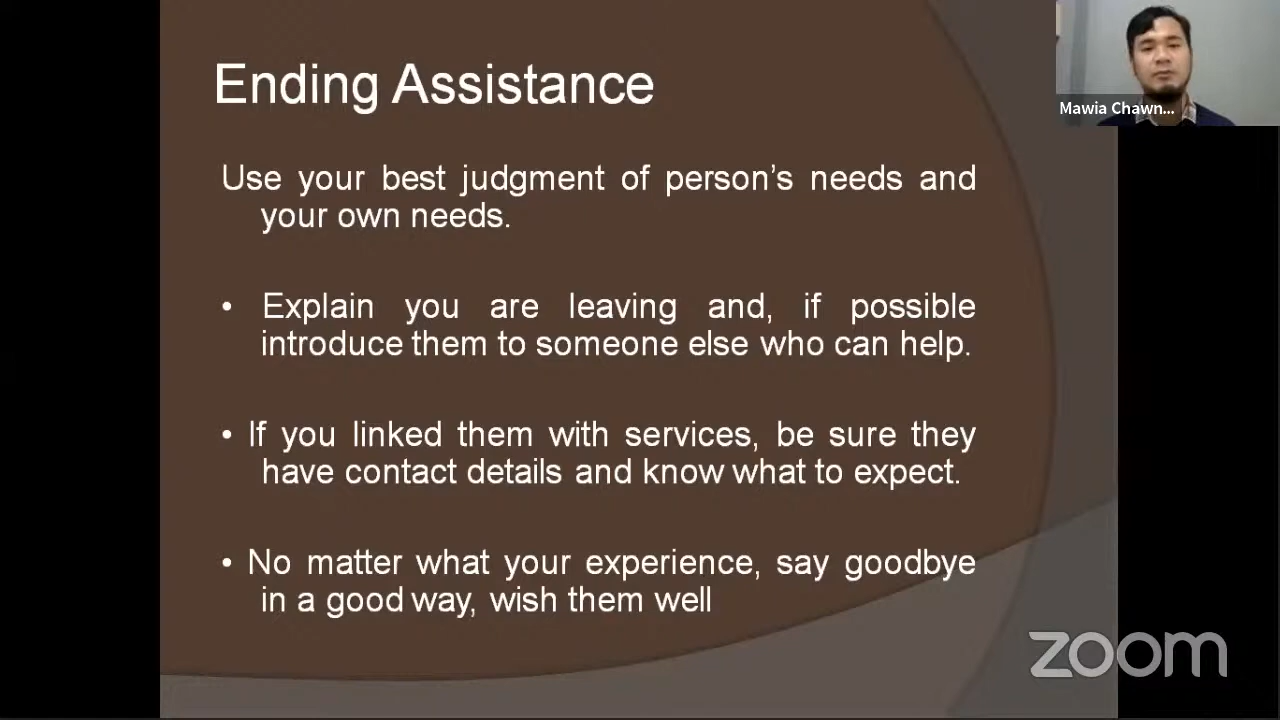 Ending Assistance
Mawia Chawn...
Use your best judgment of person's needs and
your own needs.
• Explain you are leaving and, if possible
introduce them to someone else who can help.
• If you linked them with services, be sure they
have contact details and know what to expect.
• No matter what your experience, say goodbye
in a good way, wish them well
zoom